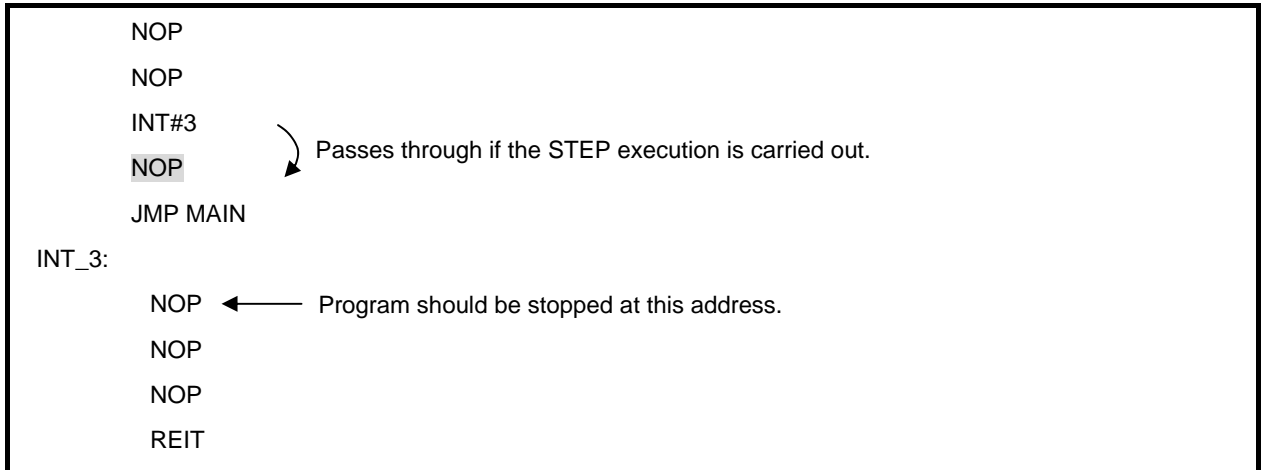 NOP
NOP
INT#3
Passes through if the STEP execution is carried out.
NOP
JMP MAIN
INT_3:
NOP Program should be stopped at this address.
NOP
NOP
REIT